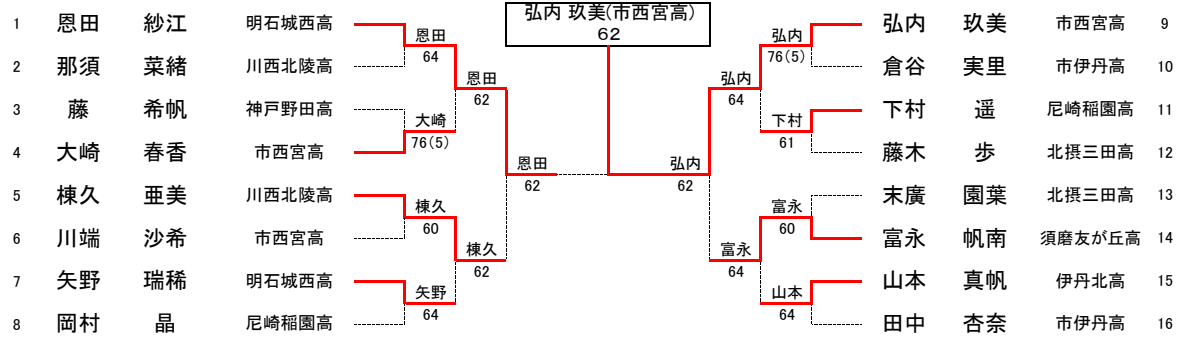 弘内 玖美(市西宮高)
62
1 恩田 紗江 明石城西高
2 那須 菜緒 川西北陵高
3 藤 希帆 神戸野田高
4 大崎 春香 市西宮高
5 棟久 亜美 川西北陵高
6 川端 沙希 市西宮高
7 矢野 瑞稀 明石城西高
8 岡村 晶 尼崎稲園高
恩田
64
大崎
76(5)
棟久
60
矢野
64
恩田
62
棟久
62
恩田
62
弘内
62
弘内
64
富永
64
弘内
76(5)
下村
61
富永
60
山本
64
弘内 玖美 市西宮高 9
倉谷 実里 市伊丹高 10
下村 遥 尼崎稲園高 11
藤木 歩 北摂三田高 12
末廣 園葉 北摂三田高 13
富永 帆南 須磨友が丘高 14
山本 真帆 伊丹北高 15
田中 杏奈 市伊丹高 16